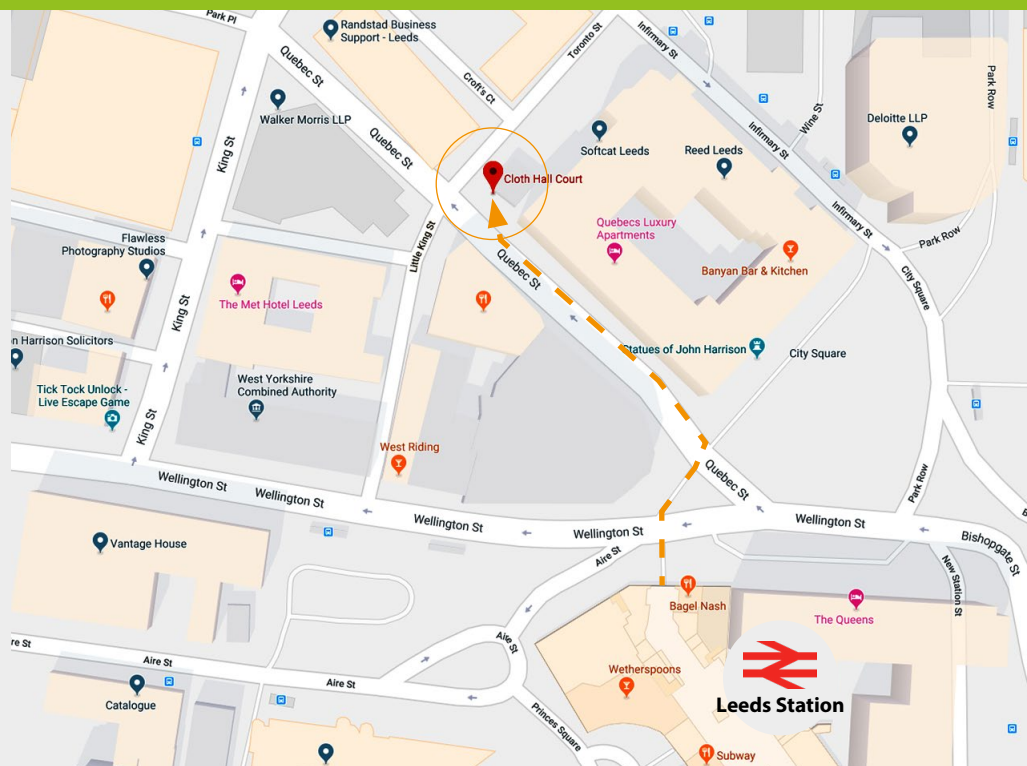 Park Pl
Randstad Business
Support - Leeds
Toronto St
Infirmary St
Quebec St
Croft's Ct
Park Row
Walker Morris LLP
Wine St
Deloitte LLP
King St
Quebec St
Softcat Leeds
Reed Leeds
Infirmary St
Cloth Hall Court
Infirmary St
Quebecs Luxury
Apartments
Little King St
Park Row
Flawless
Photography Studios
Quebec St
Banyan Bar & Kitchen
City Square
The Met Hotel Leeds
King St
n Harrison Solicitors
Statues of John Harrison
City Square
Tick Tock Unlock -
Live Escape Game
West Yorkshire
Combined Authority
King St
West Riding
Quebec St
Park Row
Wellington St
Wellington St
Wellington St
Wellington St
Wellington St
Bishopgate St
Vantage House
Aire St
New Station St
Bagel Nash
The Queens
re St
Aire St
Aire St
Wetherspoons
Aire St
Leeds Station
Catalogue
Princes Square
Subway